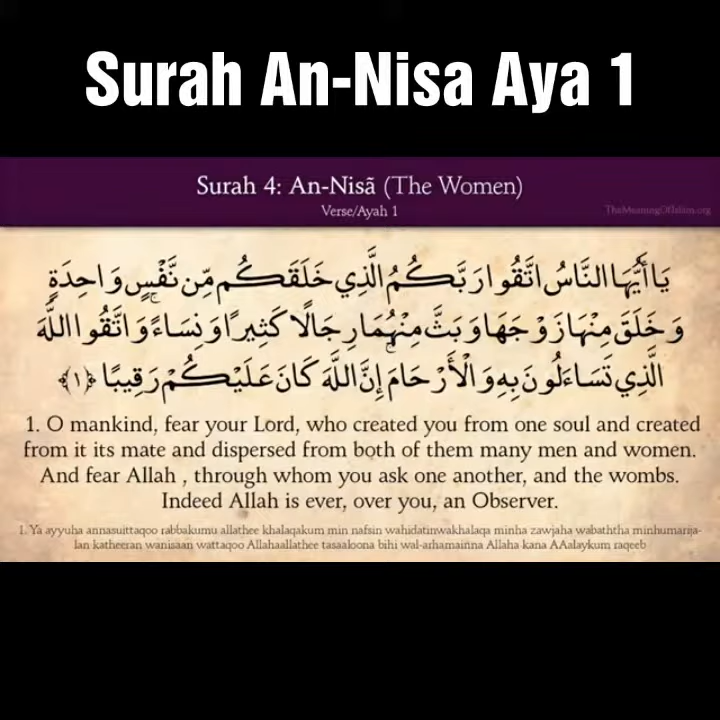 Surah An-Nisa Aya 1
Surah 4: An-Nisā (The Women)
Verse/Ayah 1
TheMeaningOfIslam.org
يَا أَيُّهَا النَّاسُ اتَّقُوا رَبَّكُمُ الَّذِي خَلَقَكُم مِّن نَّفْسٍ وَاحِدَةٍ
وَخَلَقَ مِنْهَا زَوْجَهَا وَبَثَّ مِنْهُمَا رِجَالًا كَثِيرًا وَنِسَاءً ۚ وَاتَّقُوا اللَّهَ
الَّذِي تَسَاءَلُونَ بِهِ وَالْأَرْحَامَ ۚ إِنَّ اللَّهَ كَانَ عَلَيْكُمْ رَقِيبًا ﴿١﴾
1. O mankind, fear your Lord, who created you from one soul and created
from it its mate and dispersed from both of them many men and women.
And fear Allah , through whom you ask one another, and the wombs.
Indeed Allah is ever, over you, an Observer.
1. Ya ayyuha annasuittaqoo rabbakumu allathee khalaqakum min nafsin wahidatinwakhalaqa minha zawjaha wabaththa minhumarija-
lan katheeran wanisaan wattaqoo Allahaallathee tasaaloona bihi wal-arhamainna Allaha kana AAalaykum raqeeb